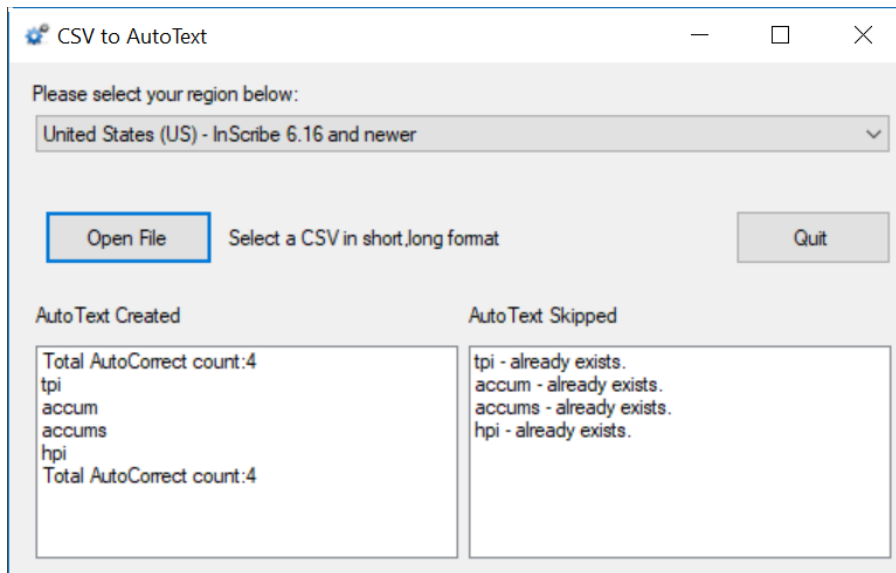 CSV to AutoText
Please select your region below:
United States (US) - InScribe 6.16 and newer
Open File
Select a CSV in short,long format
Quit
AutoText Created
Total AutoCorrect count:4
tpi
accum
accums
hpi
Total AutoCorrect count:4
AutoText Skipped
tpi - already exists.
accum - already exists.
accums - already exists.
hpi - already exists.